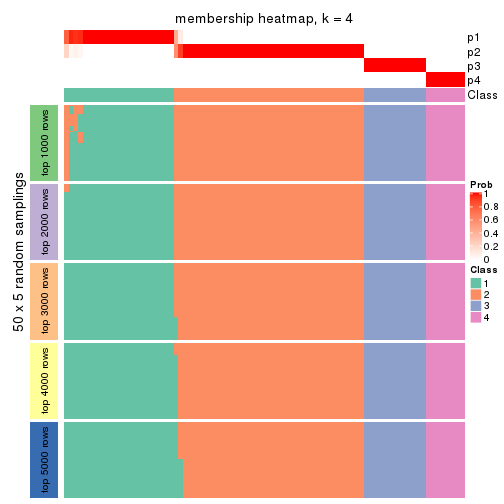 membership heatmap, k = 4
p1
p2
p3
p4
Class
50 x 5 random samplings
top 1000 rows
top 2000 rows
top 3000 rows
top 4000 rows
top 5000 rows
Prob
1
0.8
0.6
0.4
0.2
0
Class
1
2
3
4